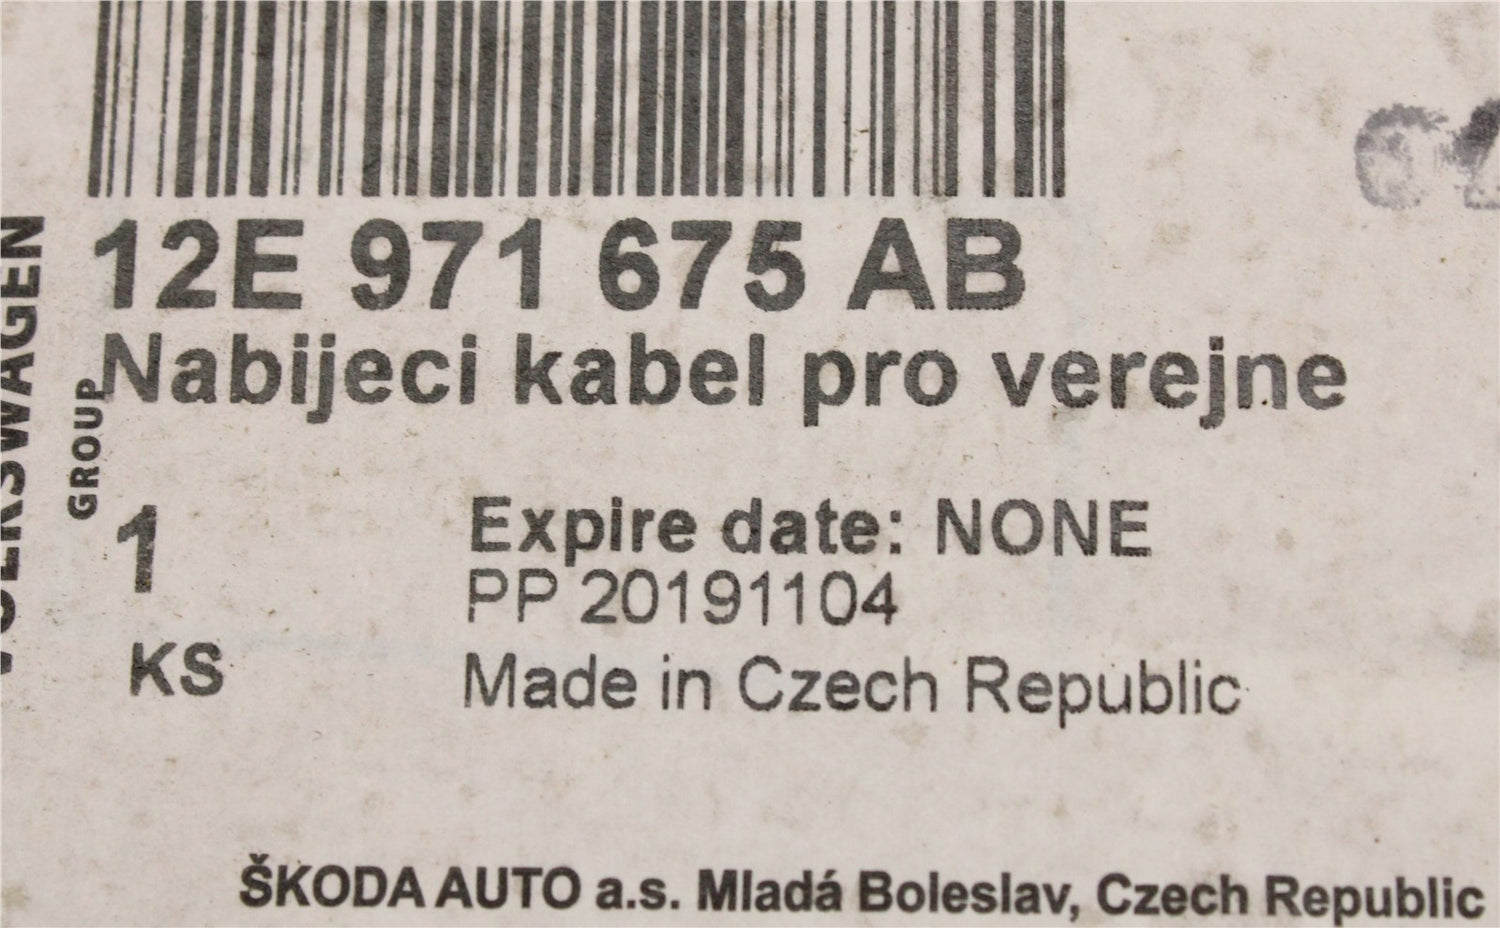 12E 971 675 AB
Nabijeci kabel pro verejne
VOLKSWAGEN
GROUP
1
Expire date: NONE
PP 20191104
KS
Made in Czech Republic
ŠKODA AUTO a.s. Mladá Boleslav, Czech Republic